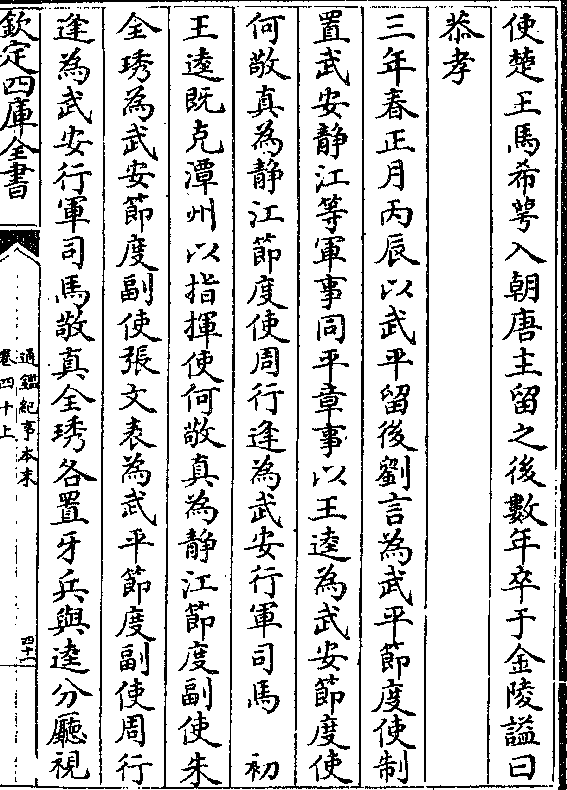 使楚王馬希萼入朝唐主留之後數年卒于金陵謚曰
恭孝
三年春正月丙辰以武平留後劉言為武平節度使制
置武安静江等軍事同平章事以王逵為武安節度使
何敬真為静江節度使周行逢為武安行軍司馬　初
王逵既克潭州以指揮使何敬真為静江節度副使朱
全琇為武安節度副使張文表為武平節度副使周行
逢為武安行軍司馬敬真全琇各置牙兵與逵分廳視
欽定四庫全書
通鑑紀事本末
卷四十上
四十一